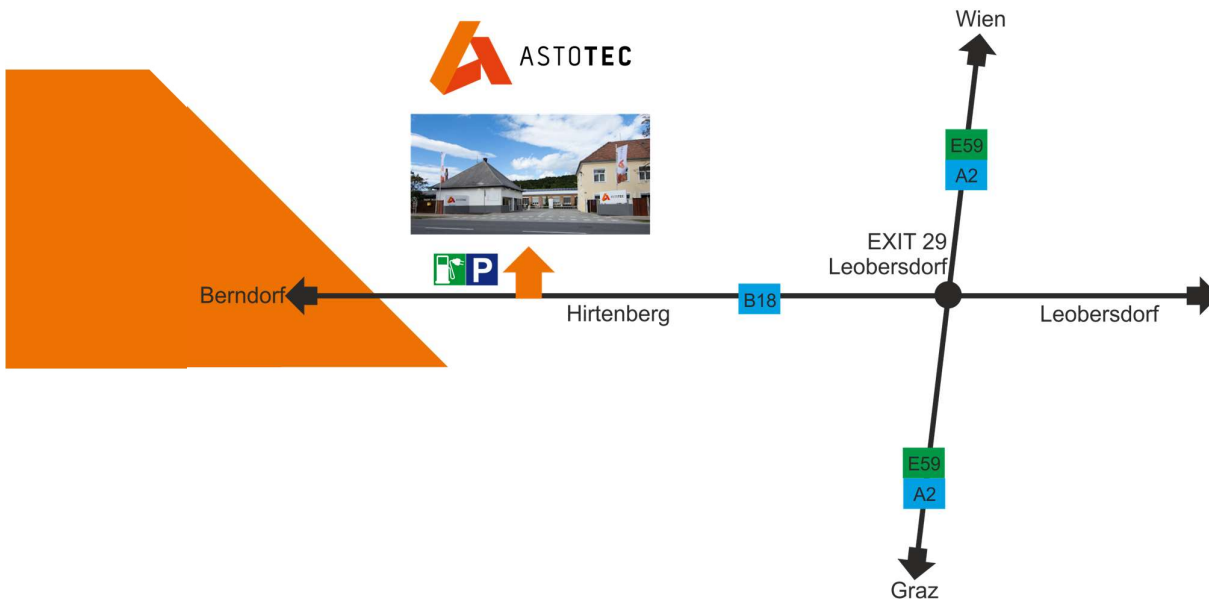 Wien
ASTOTEC
E59
A2
EXIT 29
Leobersdorf
P
Berndorf
B18
Hirtenberg
Leobersdorf
E59
A2
Graz